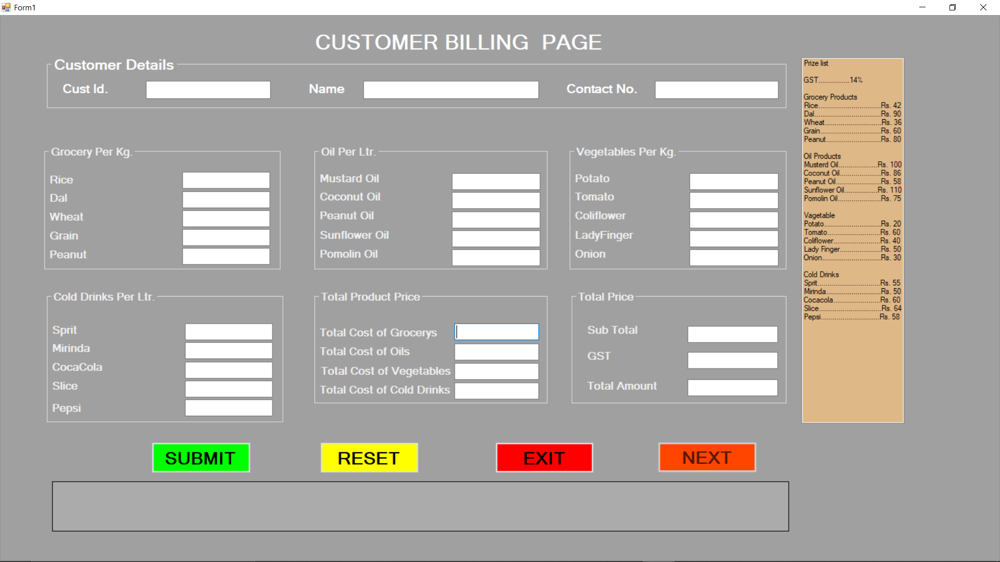 Form1
CUSTOMER BILLING PAGE
Customer Details
Cust Id.
Name
Contact No.
Grocery Per Kg.
Rice
Dal
Wheat
Grain
Peanut
Oil Per Ltr.
Mustard Oil
Coconut Oil
Peanut Oil
Sunflower Oil
Pomolin Oil
Vegetables Per Kg.
Potato
Tomato
Coliflower
LadyFinger
Onion
Cold Drinks Per Ltr.
Sprit
Mirinda
CocaCola
Slice
Pepsi
Total Product Price
Total Cost of Grocerys
Total Cost of Oils
Total Cost of Vegetables
Total Cost of Cold Drinks
Total Price
Sub Total
GST
Total Amount
SUBMIT
RESET
EXIT
NEXT
Prize list
GST................14%
Grocery Products
Rice................................Rs. 42
Dal..................................Rs. 90
Wheat.............................Rs. 36
Grain...............................Rs. 60
Peanut............................Rs. 80
Oil Products
Musterd Oil....................Rs. 100
Coconut Oil.....................Rs. 86
Peanut Oil.......................Rs. 58
Sunflower Oil.................Rs. 110
Pomolin Oil......................Rs. 75
Vagetable
Potato.............................Rs. 20
Tomato...........................Rs. 60
Coliflower........................Rs. 40
Lady Finger.....................Rs. 50
Onion..............................Rs. 30
Cold Drinks
Sprit................................Rs. 55
Mirinda............................Rs. 50
Cocacola........................Rs. 60
Slice................................Rs. 64
Pepsi..............................Rs. 58